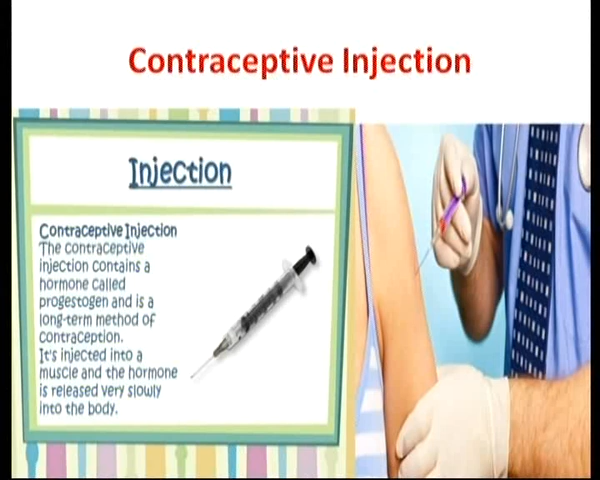 Contraceptive Injection
Injection
Contraceptive Injection
The contraceptive
injection contains a
hormone called
progestogen and is a
long-term method of
contraception.
It's injected into a
muscle and the hormone
is released very slowly
into the body.